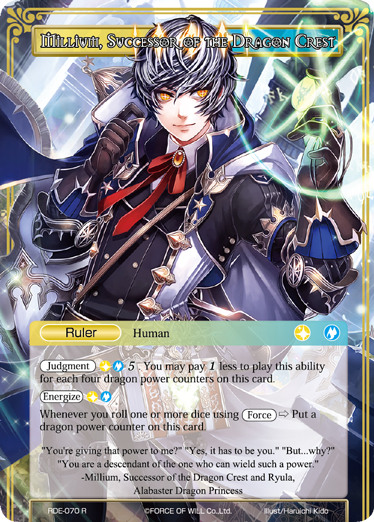 Millium, Successor of the Dragon Crest
Ruler Human
Judgment 5 . You may pay 1 less to play this ability
for each four dragon power counters on this card.
Energize
Whenever you roll one or more dice using Force ⇨ Put a
dragon power counter on this card.
"You're giving that power to me?" "Yes, it has to be you." "But...why?"
"You are a descendant of the one who can wield such a power."
-Millium, Successor of the Dragon Crest and Ryula,
Alabaster Dragon Princess
RDE-070 R ©FORCE OF WILL Co.,Ltd. Illust/Haruichi Kido